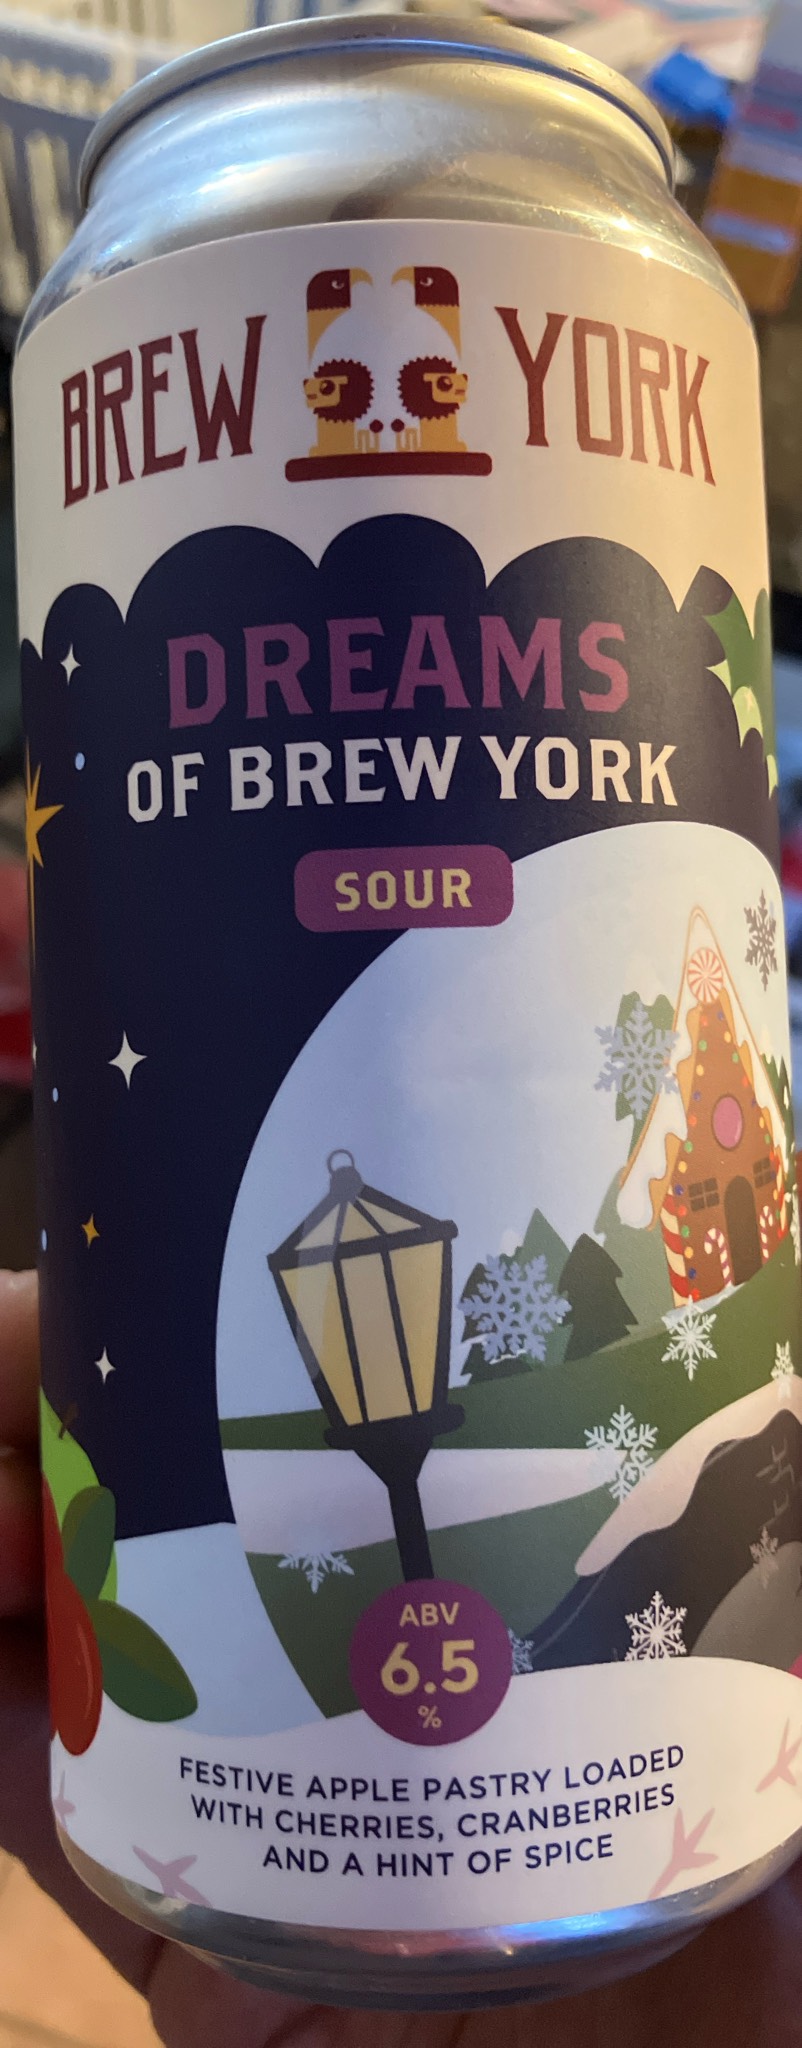 BREW YORK
DREAMS
OF BREW YORK
SOUR
ABV
6.5
%
FESTIVE APPLE PASTRY LOADED
WITH CHERRIES, CRANBERRIES
AND A HINT OF SPICE